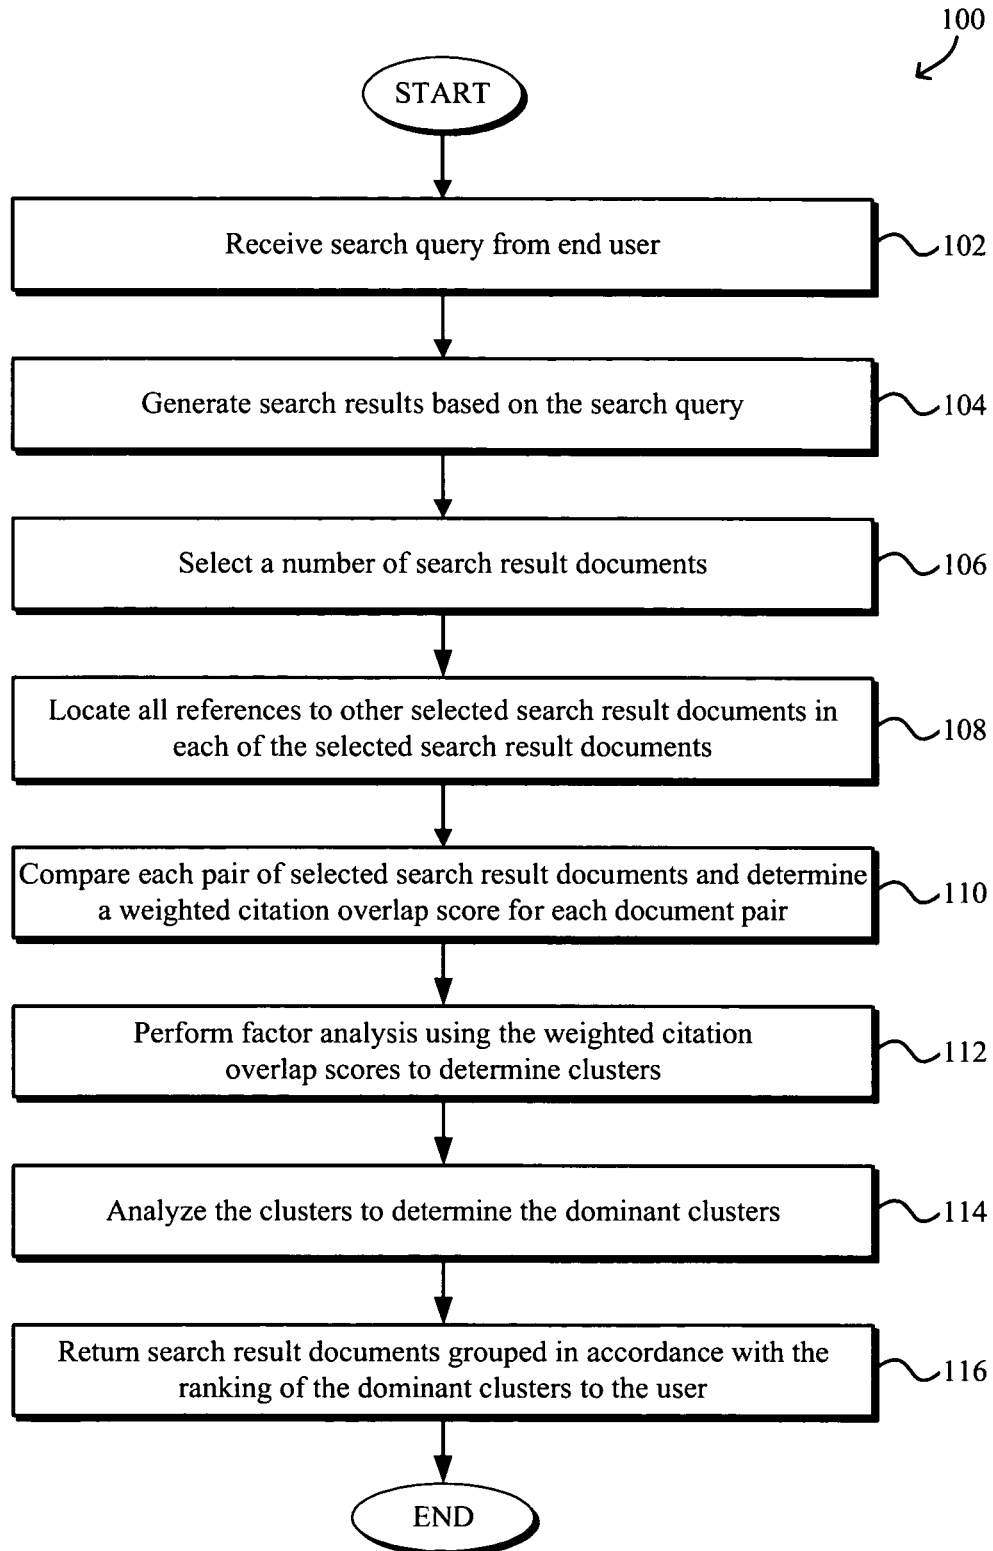 100
START
Receive search query from end user
102
Generate search results based on the search query
104
Select a number of search result documents
106
Locate all references to other selected search result documents in
each of the selected search result documents
108
Compare each pair of selected search result documents and determine
a weighted citation overlap score for each document pair
110
Perform factor analysis using the weighted citation
overlap scores to determine clusters
112
Analyze the clusters to determine the dominant clusters
114
Return search result documents grouped in accordance with the
ranking of the dominant clusters to the user
116
END